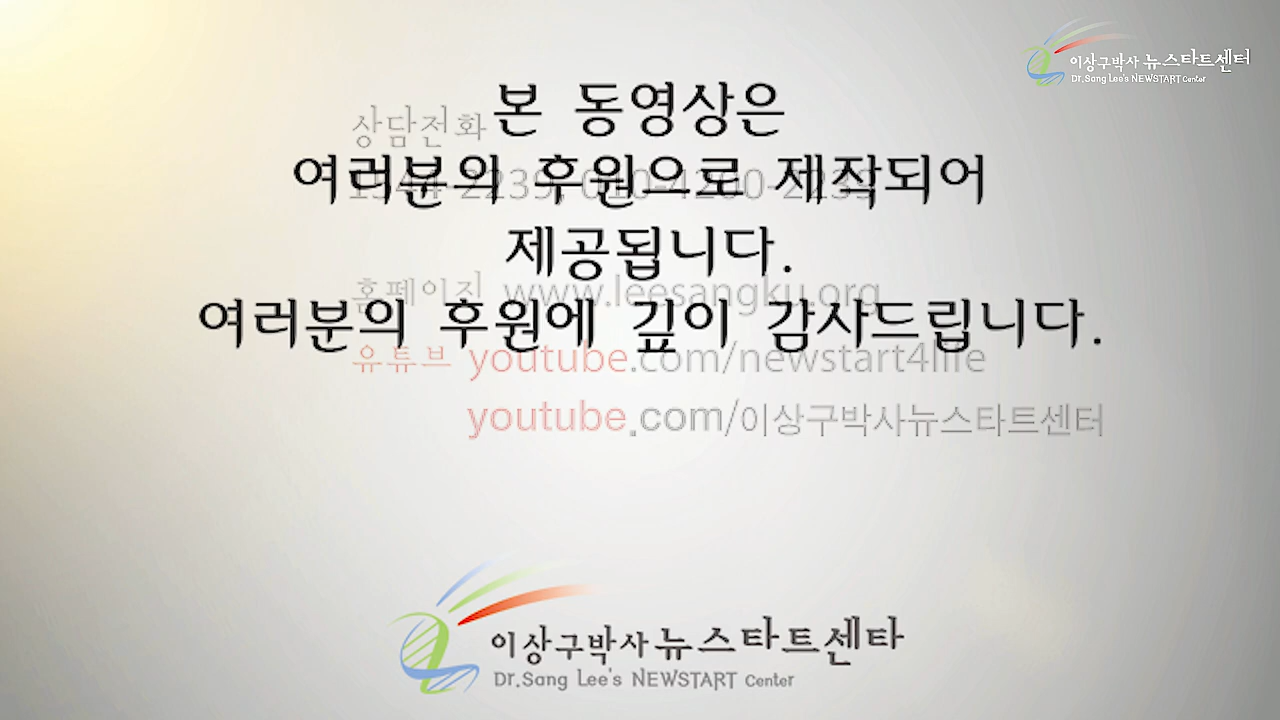 이상구박사 뉴스타트센터
Dr.Sang Lee's NEWSTART Center
본 동영상은
상담전화
여러분의 후원으로 제작되어
제공됩니다.
홈페이지 www.leesangku.org
여러분의 후원에 깊이 감사드립니다.
유튜브 youtube.com/newstart4life
youtube.com/이상구박사뉴스타트센터
이상구박사 뉴스타트센타
Dr.Sang Lee's NEWSTART Center